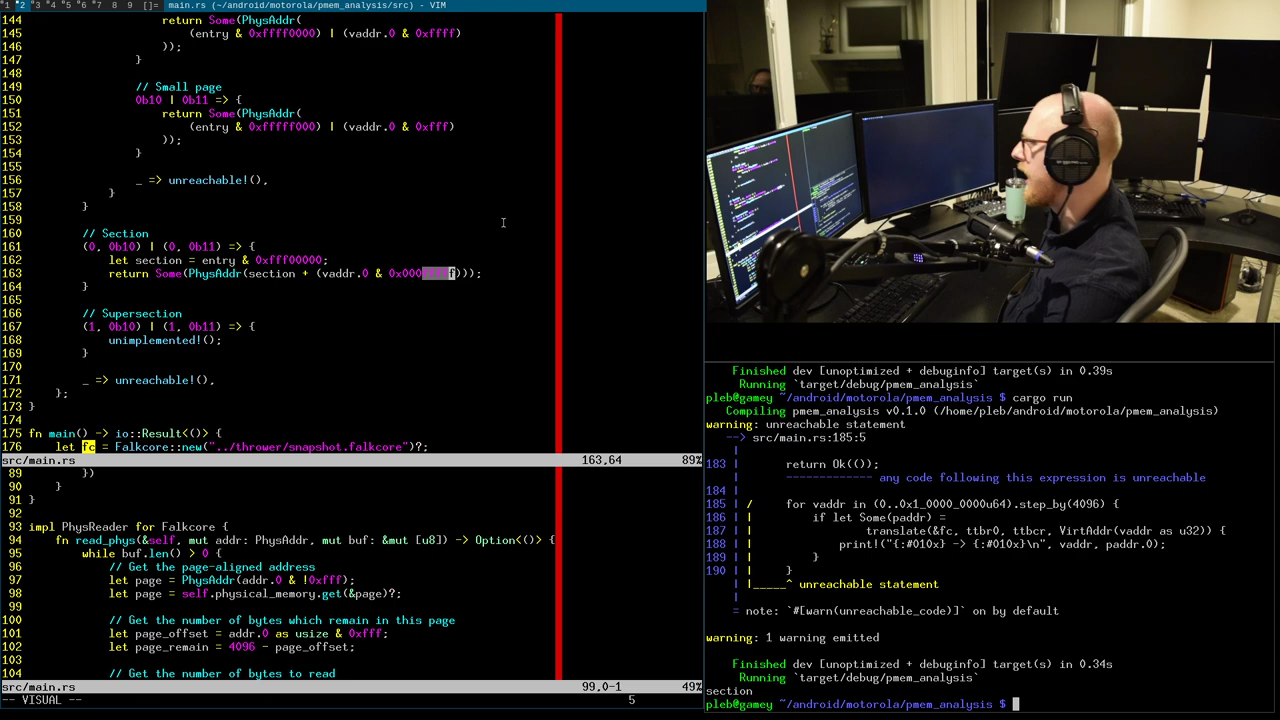 1 2 3 4 5 6 7 8 9 []= main.rs (~/android/motorola/pmem_analysis/src) - VIM
144 return Some(PhysAddr(
145 (entry & 0xffff0000) | (vaddr.0 & 0xffff)
146 ));
147 }
148
149 // Small page
150 0b10 | 0b11 => {
151 return Some(PhysAddr(
152 (entry & 0xfffff000) | (vaddr.0 & 0xfff)
153 ));
154 }
155
156 _ => unreachable!(),
157 }
158 }
159
160 // Section
161 (0, 0b10) | (0, 0b11) => {
162 let section = entry & 0xfff00000;
163 return Some(PhysAddr(section + (vaddr.0 & 0x000fffff)));
164 }
165
166 // Supersection
167 (1, 0b10) | (1, 0b11) => {
168 unimplemented!();
169 }
170
171 _ => unreachable!(),
172 };
173 }
174
175 fn main() -> io::Result<()> {
176 let fc = Falkcore::new("../thrower/snapshot.falkcore")?;
src/main.rs 163,64 89%
89 })
90 }
91 }
92
93 impl PhysReader for Falkcore {
94 fn read_phys(&self, mut addr: PhysAddr, mut buf: &mut [u8]) -> Option<()> {
95 while buf.len() > 0 {
96 // Get the page-aligned address
97 let page = PhysAddr(addr.0 & !0xfff);
98 let page = self.physical_memory.get(&page)?;
99
100 // Get the number of bytes which remain in this page
101 let page_offset = addr.0 as usize & 0xfff;
102 let page_remain = 4096 - page_offset;
103
104 // Get the number of bytes to read
src/main.rs 99,0-1 49%
-- VISUAL -- 5
Finished dev [unoptimized + debuginfo] target(s) in 0.39s
Running `target/debug/pmem_analysis`
pleb@gamey ~/android/motorola/pmem_analysis $ cargo run
Compiling pmem_analysis v0.1.0 (/home/pleb/android/motorola/pmem_analysis)
warning: unreachable statement
--> src/main.rs:185:5
|
183 | return Ok(());
| ------------- any code following this expression is unreachable
184 |
185 | / for vaddr in (0..0x1_0000_0000u64).step_by(4096) {
186 | | if let Some(paddr) =
187 | | translate(&fc, ttbr0, ttbcr, VirtAddr(vaddr as u32)) {
188 | | print!("{:#010x} -> {:#010x}\n", vaddr, paddr.0);
189 | | }
190 | | }
| |_____^ unreachable statement
|
= note: `#[warn(unreachable_code)]` on by default
warning: 1 warning emitted
Finished dev [unoptimized + debuginfo] target(s) in 0.34s
Running `target/debug/pmem_analysis`
section
pleb@gamey ~/android/motorola/pmem_analysis $